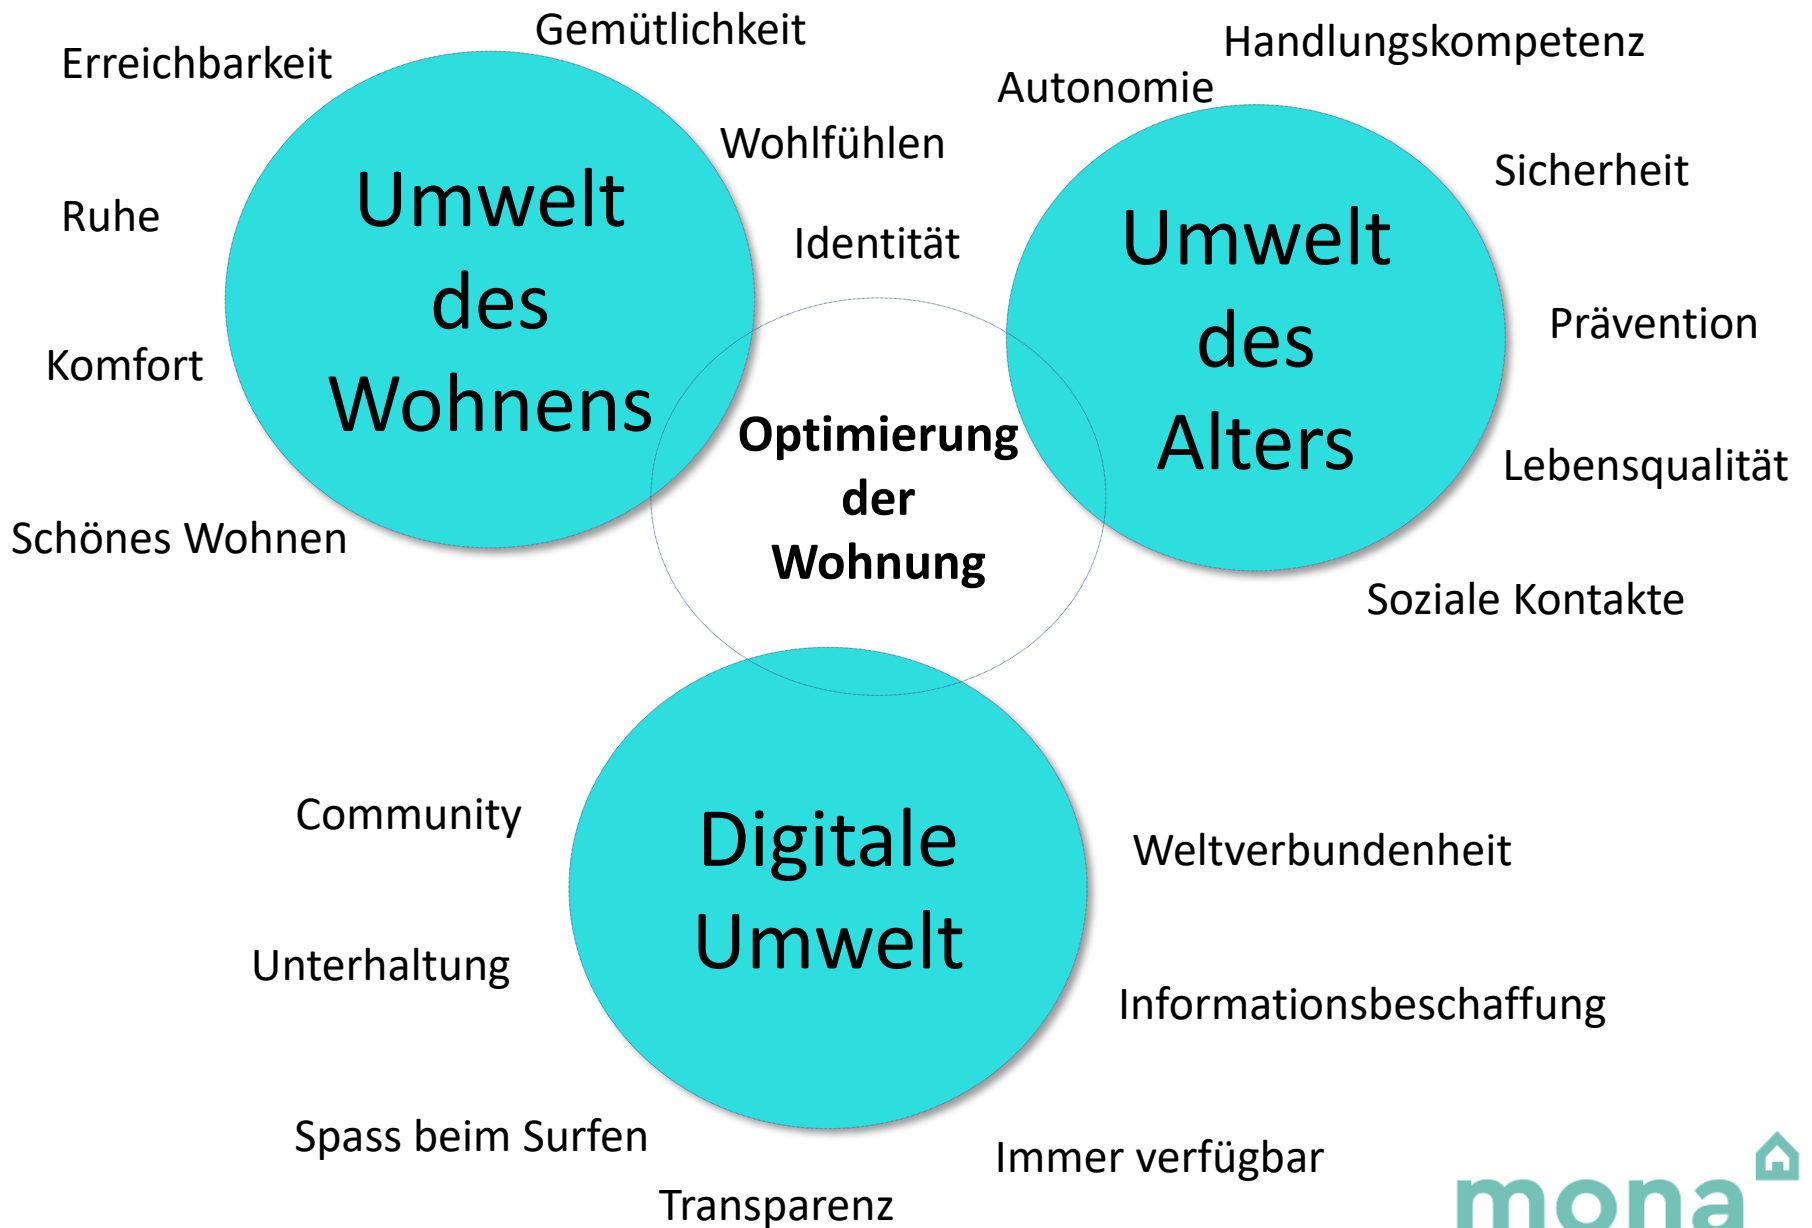 Gemütlichkeit
Erreichbarkeit
Wohlfühlen
Ruhe
Identität
Komfort
Schönes Wohnen
Umwelt
des
Wohnens
Handlungskompetenz
Autonomie
Sicherheit
Prävention
Lebensqualität
Soziale Kontakte
Umwelt
des
Alters
Optimierung
der
Wohnung
Digitale
Umwelt
Community
Weltverbundenheit
Unterhaltung
Informationsbeschaffung
Spass beim Surfen
Immer verfügbar
Transparenz
mona